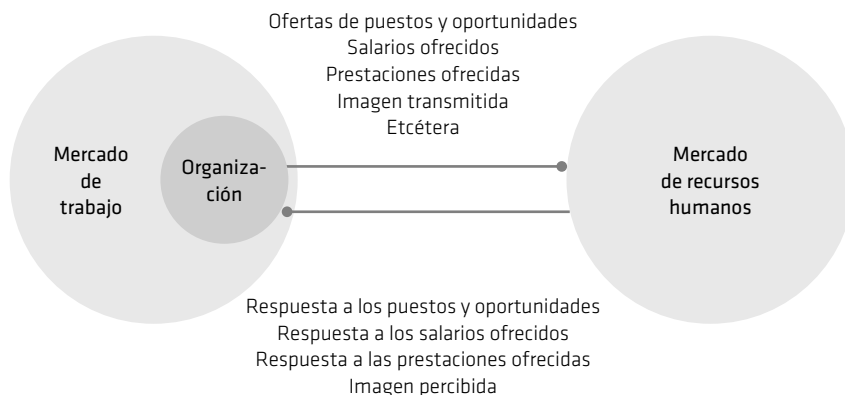 Ofertas de puestos y oportunidades
Salarios ofrecidos
Prestaciones ofrecidas
Imagen transmitida
Etcétera
Mercado
de
trabajo
Organiza-
ción
Mercado
de recursos
humanos
Respuesta a los puestos y oportunidades
Respuesta a los salarios ofrecidos
Respuesta a las prestaciones ofrecidas
Imagen percibida